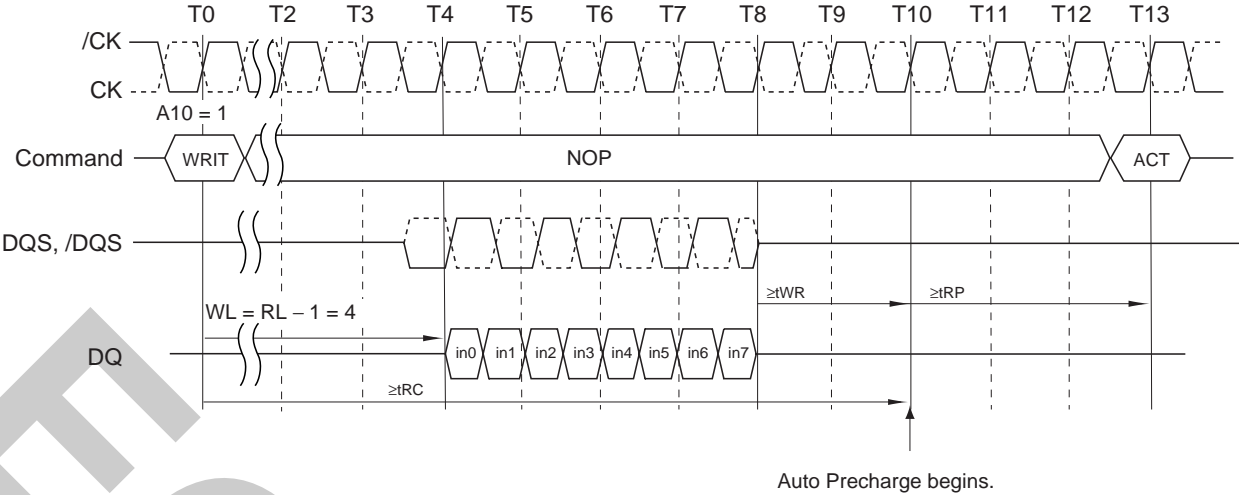 T0 T2 T3 T4 T5 T6 T7 T8 T9 T10 T11 T12 T13
/CK
CK
A10 = 1
Command WRIT NOP ACT
DQS, /DQS
≥tWR ≥tRP
WL = RL − 1 = 4
DQ in0 in1 in2 in3 in4 in5 in6 in7
≥tRC
Auto Precharge begins.